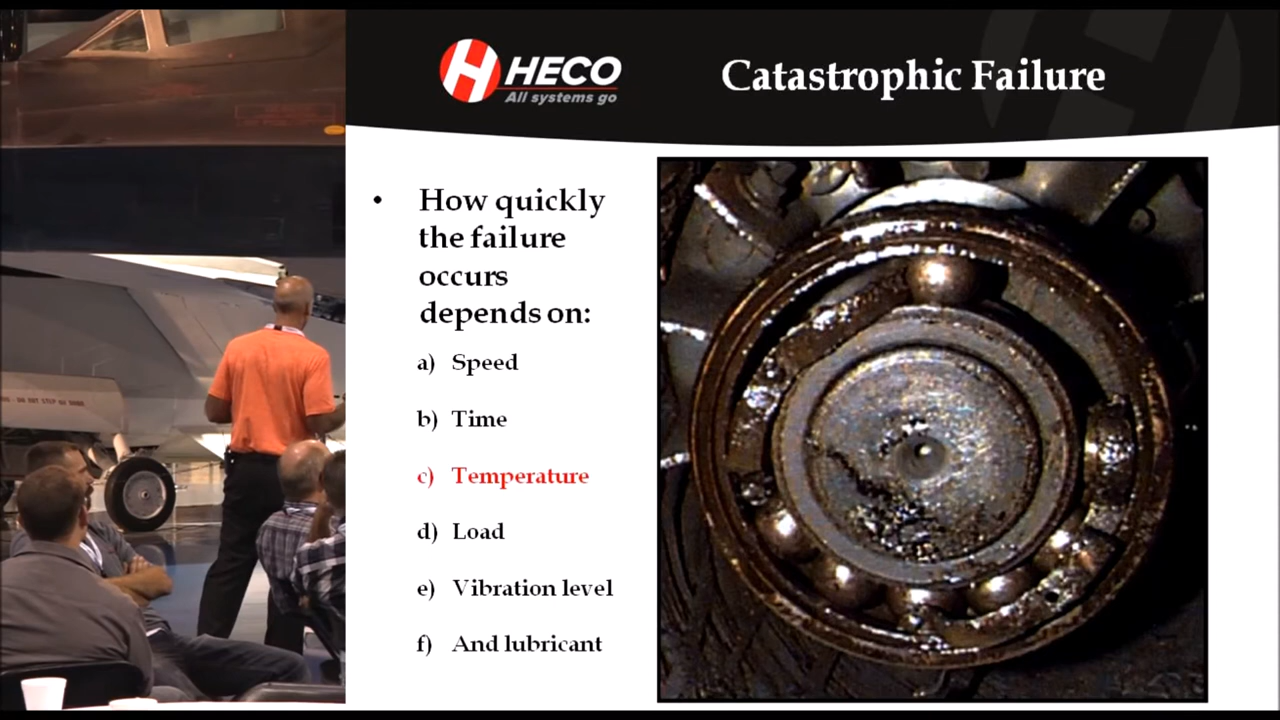 HECO
All systems go
Catastrophic Failure
• How quickly
the failure
occurs
depends on:
a) Speed
b) Time
c) Temperature
d) Load
e) Vibration level
f) And lubricant